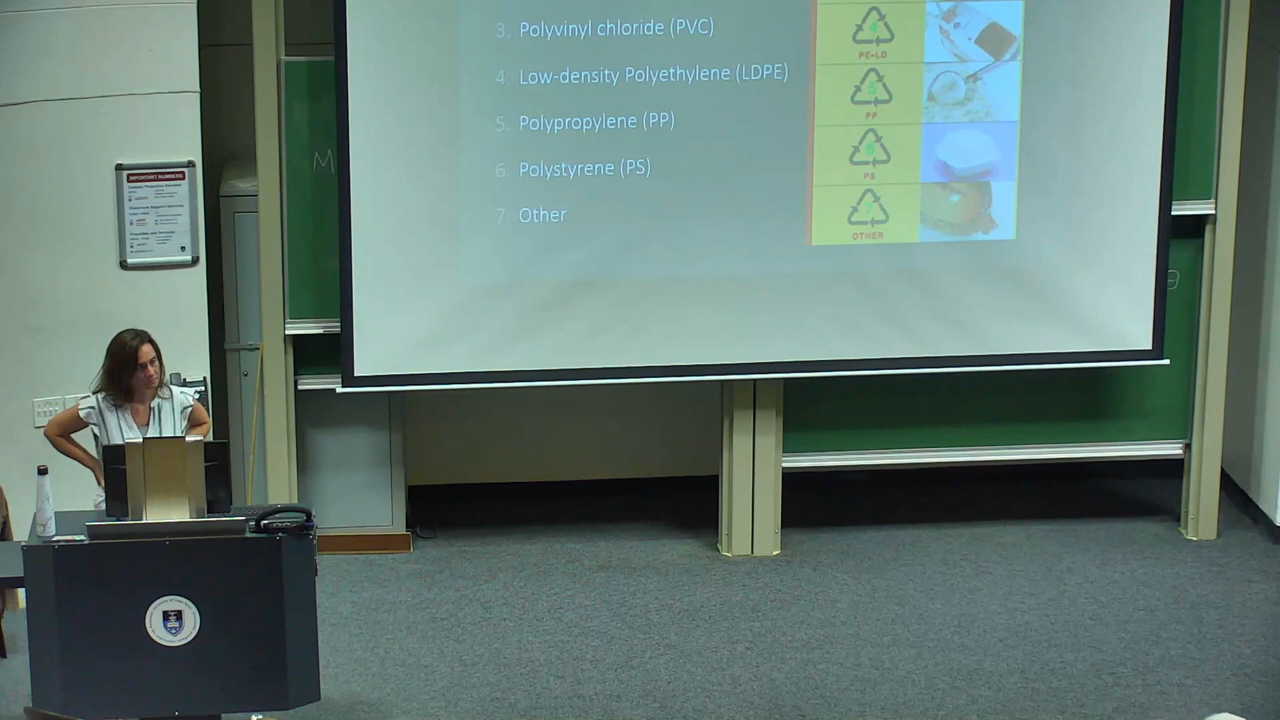 3. Polyvinyl chloride (PVC)
4. Low-density Polyethylene (LDPE)
5. Polypropylene (PP)
6. Polystyrene (PS)
7. Other
PE-LD
PP
PS
OTHER
IMPORTANT NUMBERS
M